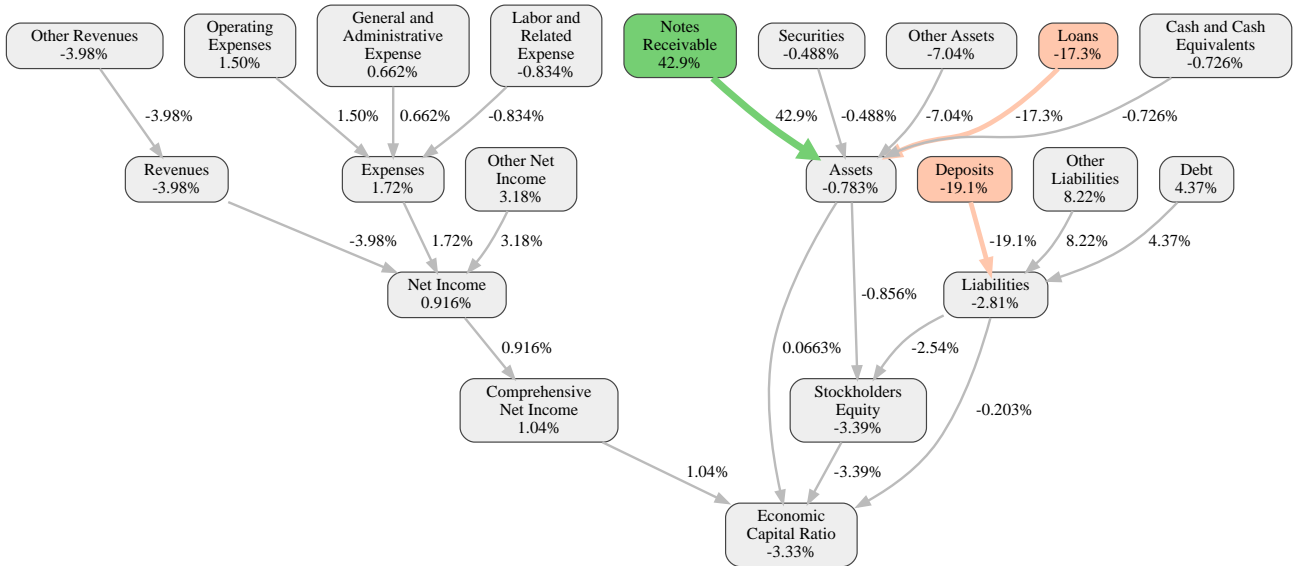 Other Revenues
-3.98%
Operating
Expenses
1.50%
General and
Administrative
Expense
0.662%
Labor and
Related
Expense
-0.834%
Notes
Receivable
42.9%
Securities
-0.488%
Other Assets
-7.04%
Loans
-17.3%
Cash and Cash
Equivalents
-0.726%
-3.98%
1.50%
0.662%
-0.834%
42.9%
-0.488%
-7.04%
-17.3%
-0.726%
Revenues
-3.98%
Expenses
1.72%
Other Net
Income
3.18%
Assets
-0.783%
Deposits
-19.1%
Other
Liabilities
8.22%
Debt
4.37%
-3.98%
1.72%
3.18%
-19.1%
8.22%
4.37%
Net Income
0.916%
-0.856%
Liabilities
-2.81%
0.916%
0.0663%
-2.54%
Comprehensive
Net Income
1.04%
Stockholders
Equity
-3.39%
-0.203%
1.04%
-3.39%
Economic
Capital Ratio
-3.33%